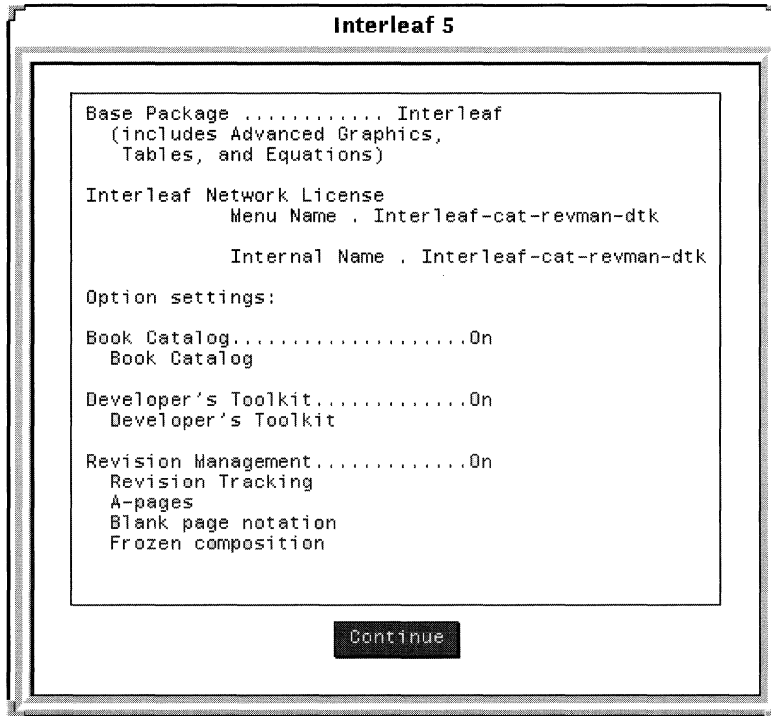 Interleaf 5
Base Package ............ Interleaf
(includes Advanced Graphics,
Tables, and Equations)
Interleaf Network License
Menu Name . Interleaf-cat-revman-dtk
Internal Name . Interleaf-cat-revman-dtk
Option settings:
Book Catalog....................On
Book Catalog
Developer's Toolkit.............On
Developer's Toolkit
Revision Management.............On
Revision Tracking
A-pages
Blank page notation
Frozen composition
Continue